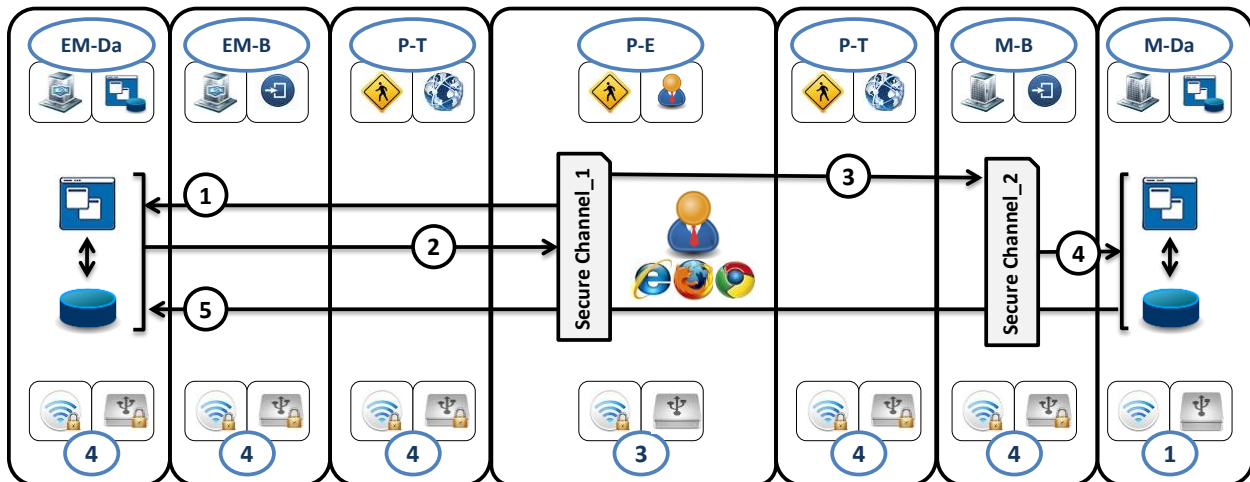 EM-Da
EM-B
P-T
P-E
P-T
M-B
M-Da
Secure Channel_1
Secure Channel_2
1
2
3
4
5
4
4
4
3
4
4
1